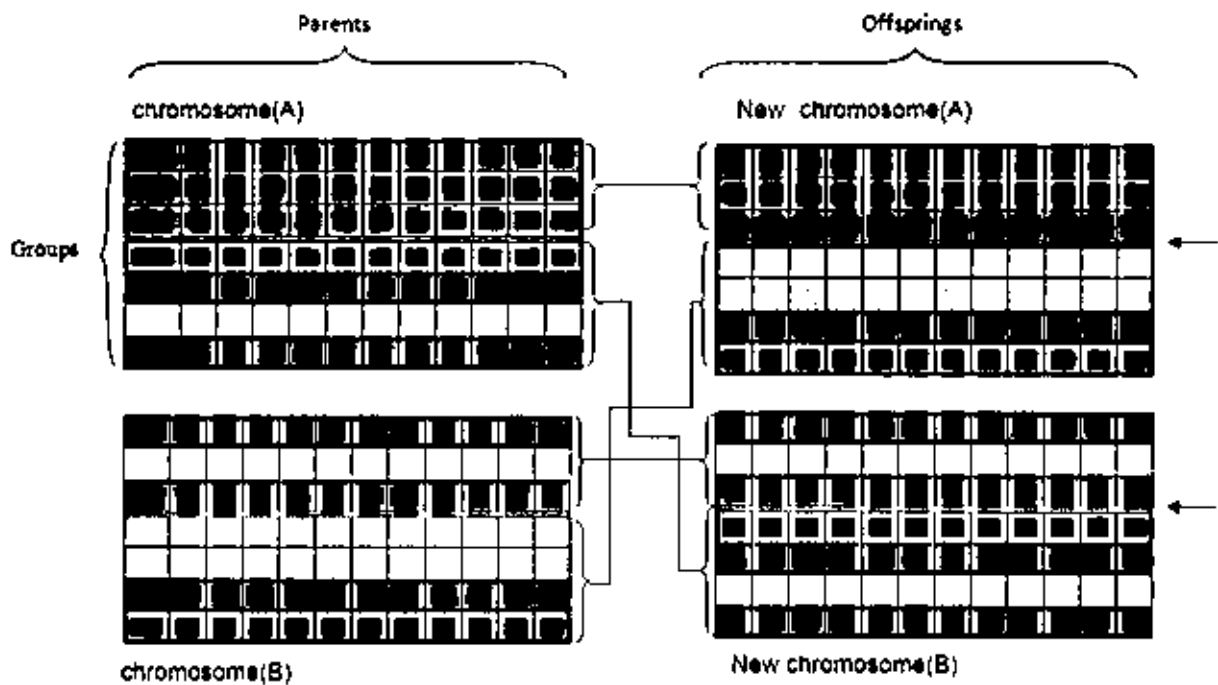 Parents
Offsprings
chromosome(A)
New chromosome(A)
Groups
chromosome(B)
New chromosome(B)